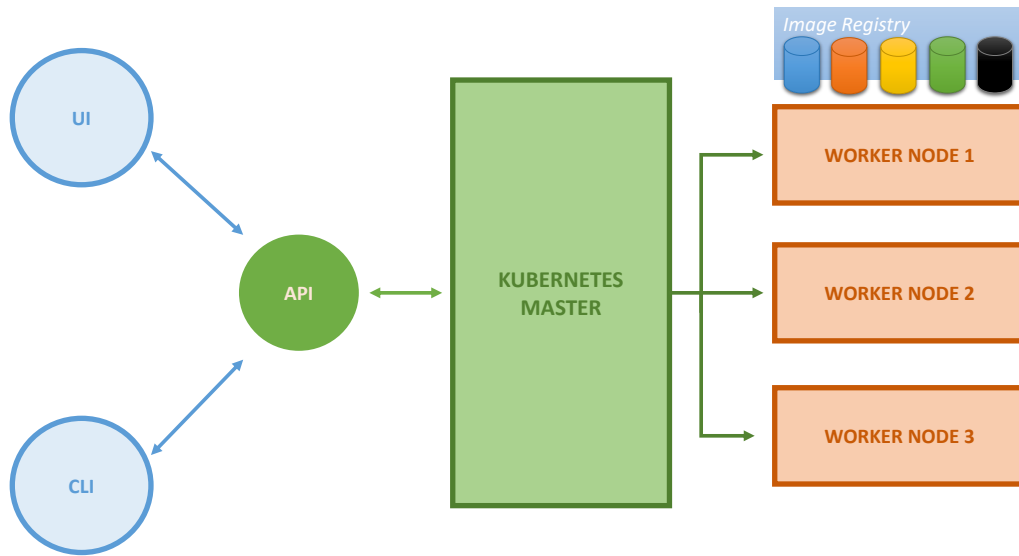 Image Registry
UI
WORKER NODE 1
API
KUBERNETES
MASTER
WORKER NODE 2
WORKER NODE 3
CLI